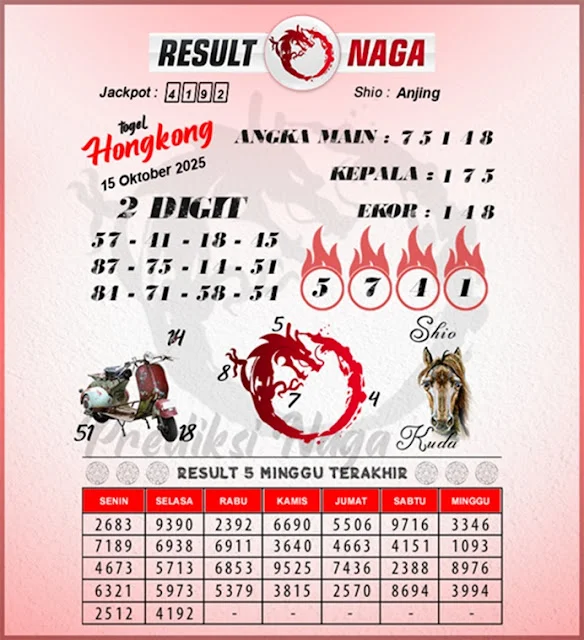 RESULT NAGA
Jackpot : 4192 Shio : Anjing
togel
Hongkong
15 Oktober 2025
ANGKA MAIN : 7 5 1 4 8
KEPALA : 1 7 5
EKOR : 1 4 8
2 DIGIT
57 - 41 - 18 - 45
87 - 75 - 14 - 51
84 - 71 - 58 - 54
5 7 4 1
Shio
5
8
7
4
51
18
Kuda
Prediksi Naga
RESULT 5 MINGGU TERAKHIR
SENIN SELASA RABU KAMIS JUMAT SABTU MINGGU
2683 9390 2392 6690 5506 9716 3346
7189 6938 6911 3640 4663 4151 1093
4673 5713 6853 9525 7436 2388 8976
6321 5973 5379 3815 2570 8694 3994
2512 4192 - - - - -